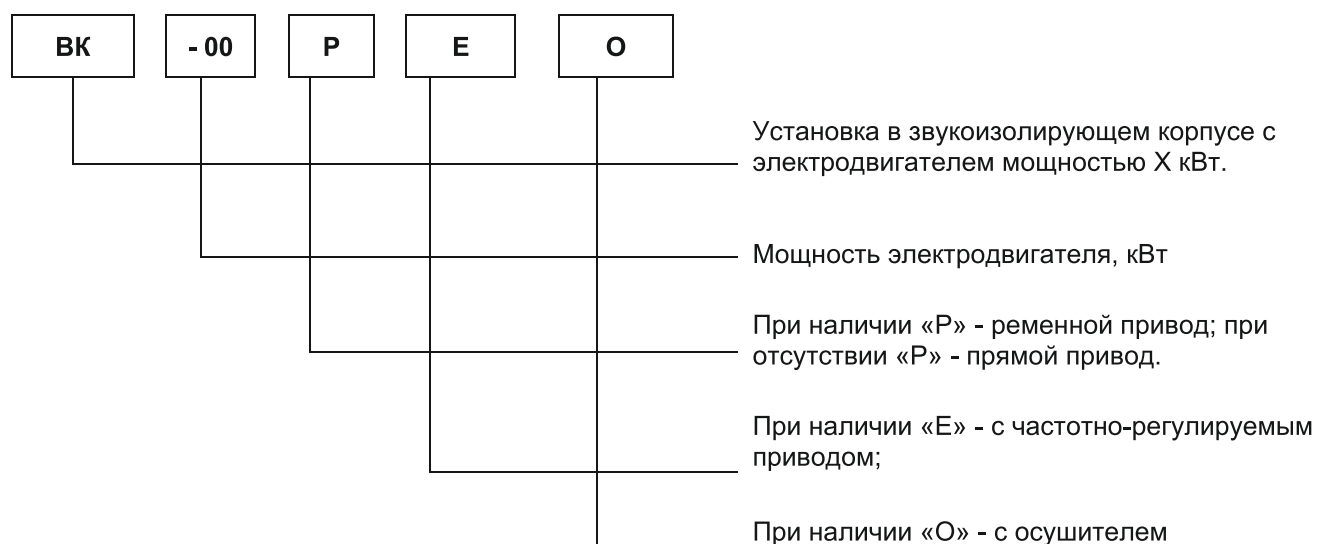 ВК - 00 Р Е О
Установка в звукоизолирующем корпусе с
электродвигателем мощностью X кВт.
Мощность электродвигателя, кВт
При наличии «Р» - ременной привод; при
отсутствии «Р» - прямой привод.
При наличии «Е» - с частотно-регулируемым
приводом;
При наличии «О» - с осушителем